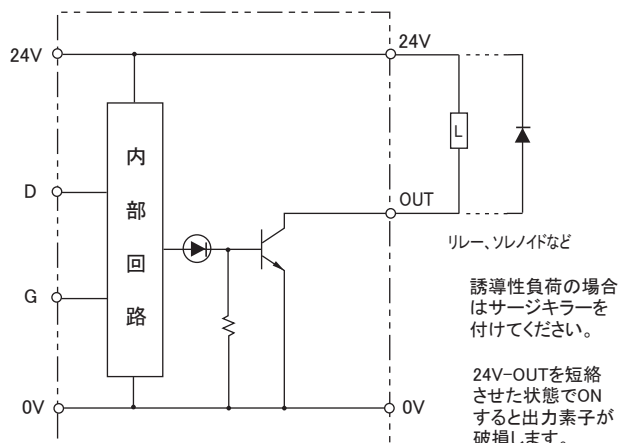 24V
24V
D
G
0V
内部回路
L
OUT
0V
リレー、ソレノイドなど
誘導性負荷の場合
はサージキラーを
付けてください。
24V-OUTを短絡
させた状態でON
すると出力素子が
破損します。